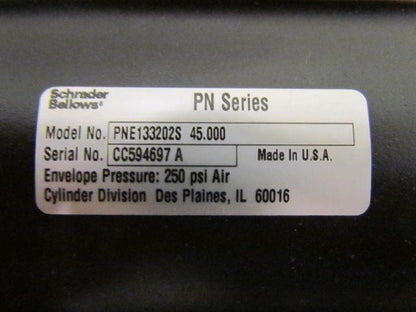 Schrader
Bellows®
PN Series
Model No. PNE133202S 45.000
Serial No. CC594697 A Made In U.S.A.
Envelope Pressure: 250 psi Air
Cylinder Division Des Plaines, IL 60016